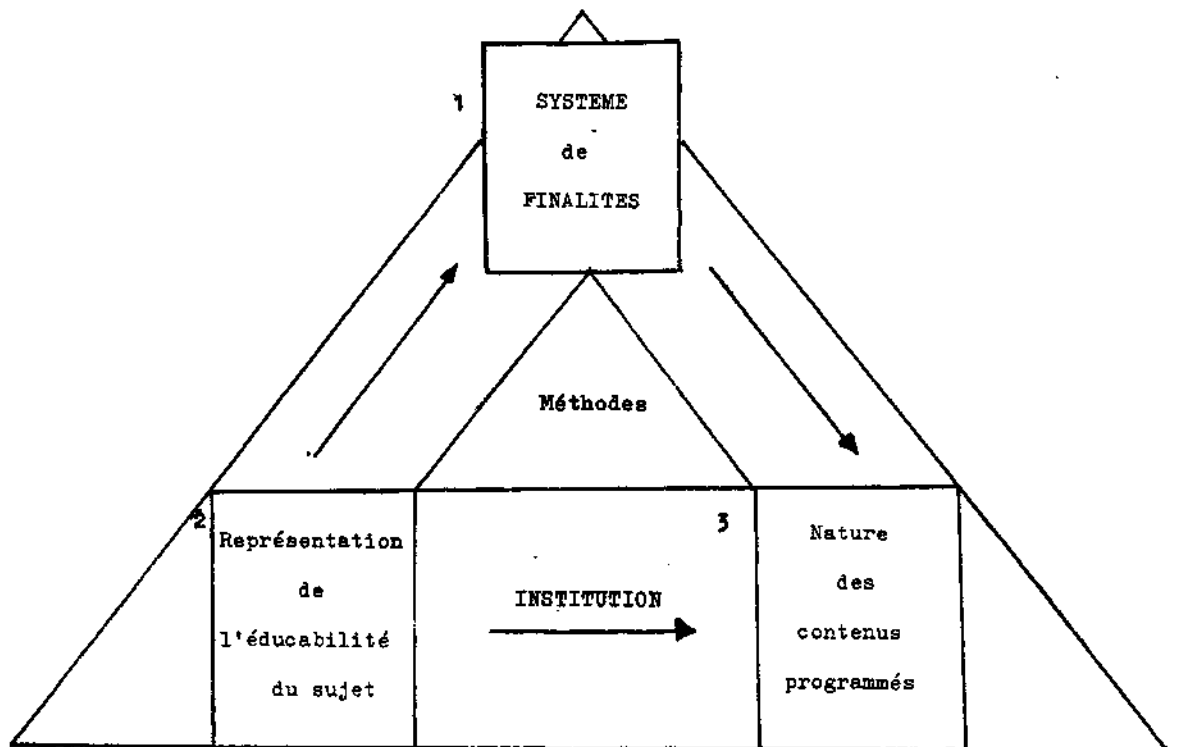 1
SYSTEME
de
FINALITES
Méthodes
2
Représentation
de
l'éducabilité
du sujet
INSTITUTION
3
Nature
des
contenus
programmés